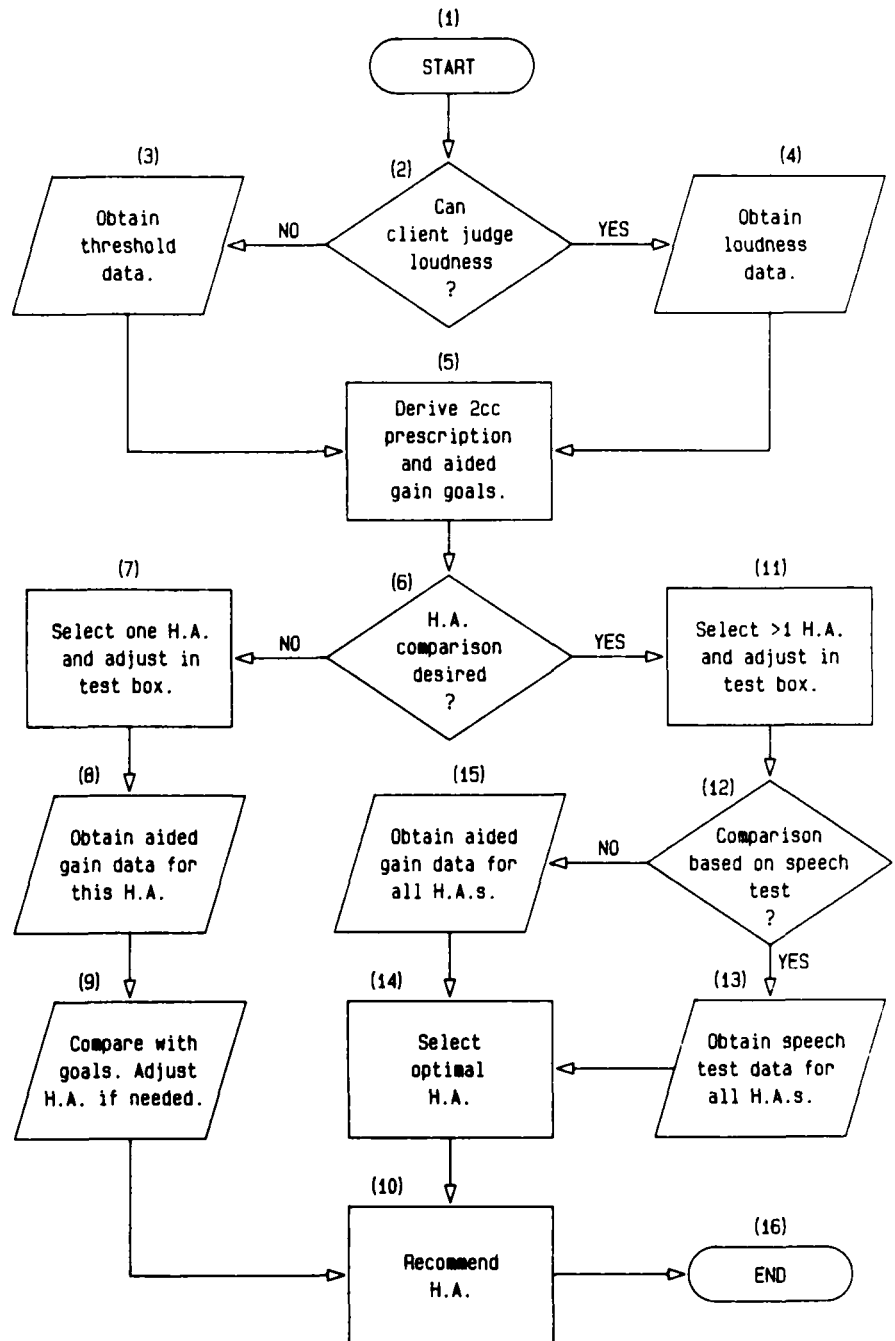 (1)
START
(2)
Can
client judge
loudness
?
NO
YES
(3)
Obtain
threshold
data.
(4)
Obtain
loudness
data.
(5)
Derive 2cc
prescription
and aided
gain goals.
(6)
H.A.
comparison
desired
?
NO
YES
(7)
Select one H.A.
and adjust in
test box.
(11)
Select >1 H.A.
and adjust in
test box.
(8)
Obtain aided
gain data for
this H.A.
(15)
Obtain aided
gain data for
all H.A.s.
(12)
Comparison
based on speech
test
?
NO
YES
(9)
Compare with
goals. Adjust
H.A. if needed.
(14)
Select
optimal
H.A.
(13)
Obtain speech
test data for
all H.A.s.
(10)
Recommend
H.A.
(16)
END